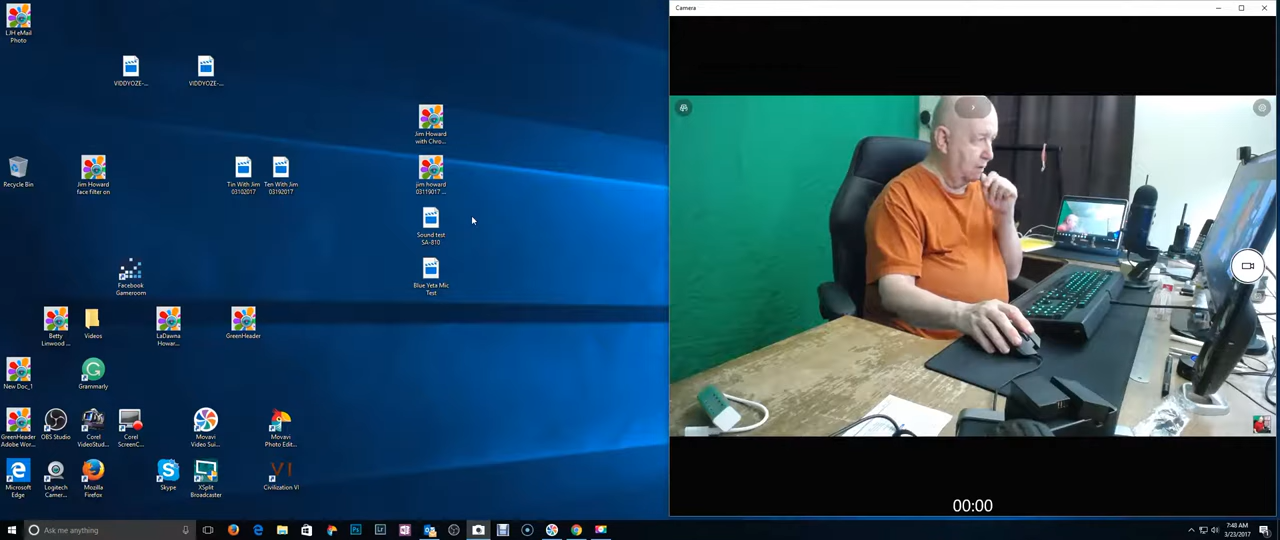 Camera
LJH eMail
Photo
VIDDYOZE-...
VIDDYOZE-...
Jim Howard
with Chro...
Recycle Bin
Jim Howard
face filter on
Tin With Jim
03102017
Ten With Jim
03192017
jim howard
03119017 ...
Sound test
SA-810
Facebook
Gameroom
Blue Yeta Mic
Test
Betty
Linwood ...
Videos
LaDawna
Howar...
GreenHeader
New Doc_1
Grammarly
GreenHeader
Adobe Wor...
OBS Studio
Corel
VideoStud...
Corel
ScreenC...
Movavi
Video Sui...
Movavi
Photo Edit...
Microsoft
Edge
Logitech
Camer...
Mozilla
Firefox
Skype
XSplit
Broadcaster
VI
Civilization VI
00:00
Ask me anything
7:48 AM
3/23/2017